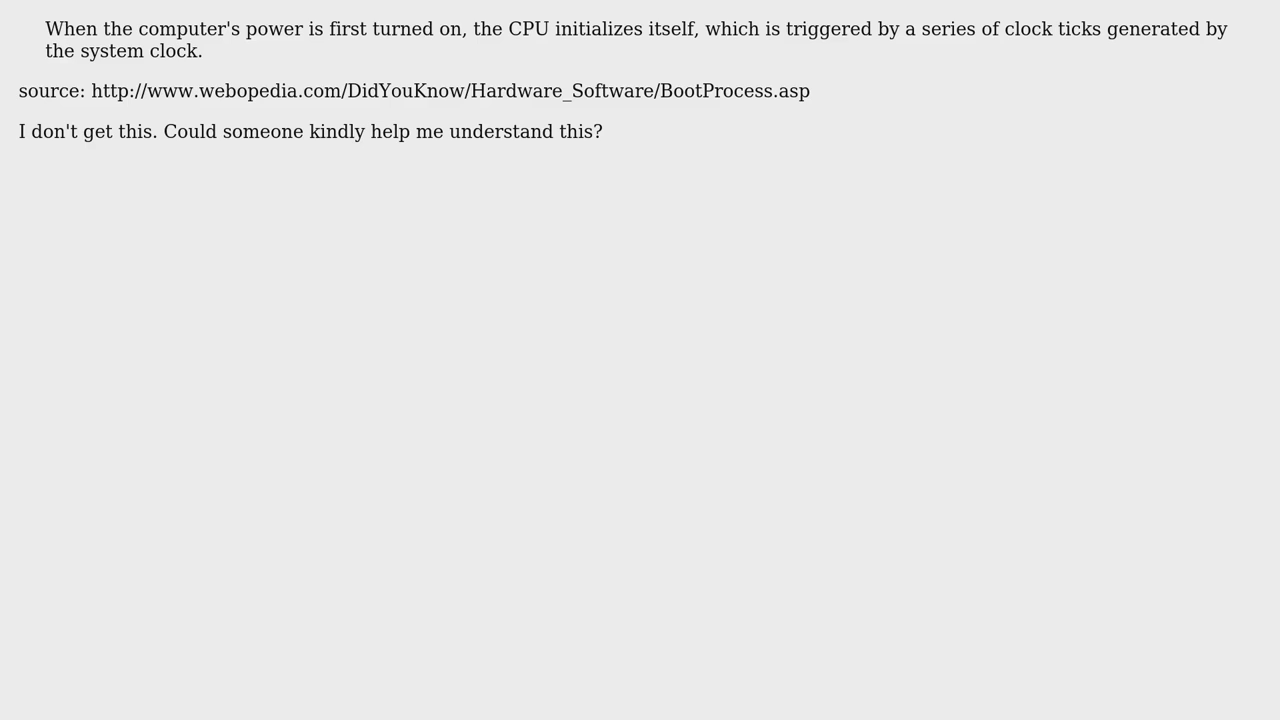 When the computer's power is first turned on, the CPU initializes itself, which is triggered by a series of clock ticks generated by
the system clock.
source: http://www.webopedia.com/DidYouKnow/Hardware_Software/BootProcess.asp
I don't get this. Could someone kindly help me understand this?